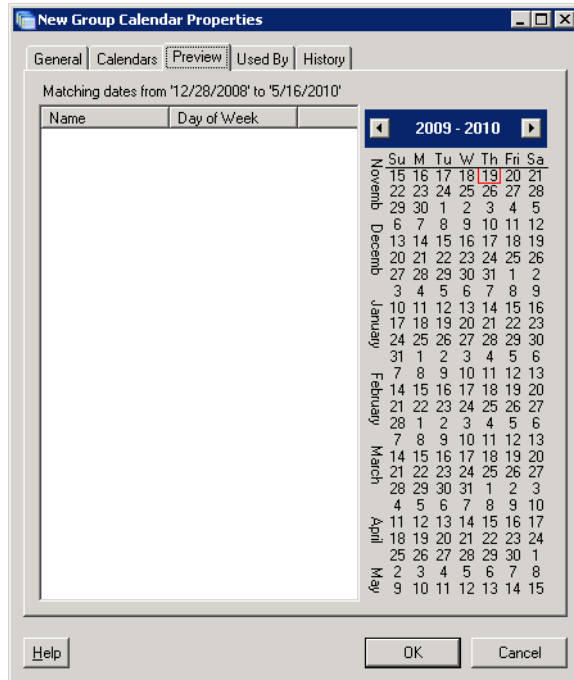 New Group Calendar Properties
General Calendars Preview Used By History
Matching dates from '12/28/2008' to '5/16/2010'
Name Day of Week
2009 - 2010
Su M Tu W Th Fri Sa
Novemb
15 16 17 18 19 20 21
22 23 24 25 26 27 28
29 30 1 2 3 4 5
Decemb
6 7 8 9 10 11 12
13 14 15 16 17 18 19
20 21 22 23 24 25 26
27 28 29 30 31 1 2
January
3 4 5 6 7 8 9
10 11 12 13 14 15 16
17 18 19 20 21 22 23
24 25 26 27 28 29 30
31 1 2 3 4 5 6
February
7 8 9 10 11 12 13
14 15 16 17 18 19 20
21 22 23 24 25 26 27
28 1 2 3 4 5 6
March
7 8 9 10 11 12 13
14 15 16 17 18 19 20
21 22 23 24 25 26 27
28 29 30 31 1 2 3
April
4 5 6 7 8 9 10
11 12 13 14 15 16 17
18 19 20 21 22 23 24
25 26 27 28 29 30 1
May
2 3 4 5 6 7 8
9 10 11 12 13 14 15
Help OK Cancel